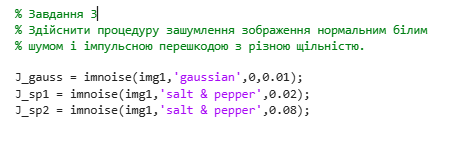 % Завдання 3
% Здійснити процедуру зашумлення зображення нормальним білим
% шумом і імпульсною перешкодою з різною щільністю.
J_gauss = imnoise(img1,'gaussian',0,0.01);
J_sp1 = imnoise(img1,'salt & pepper',0.02);
J_sp2 = imnoise(img1,'salt & pepper',0.08);